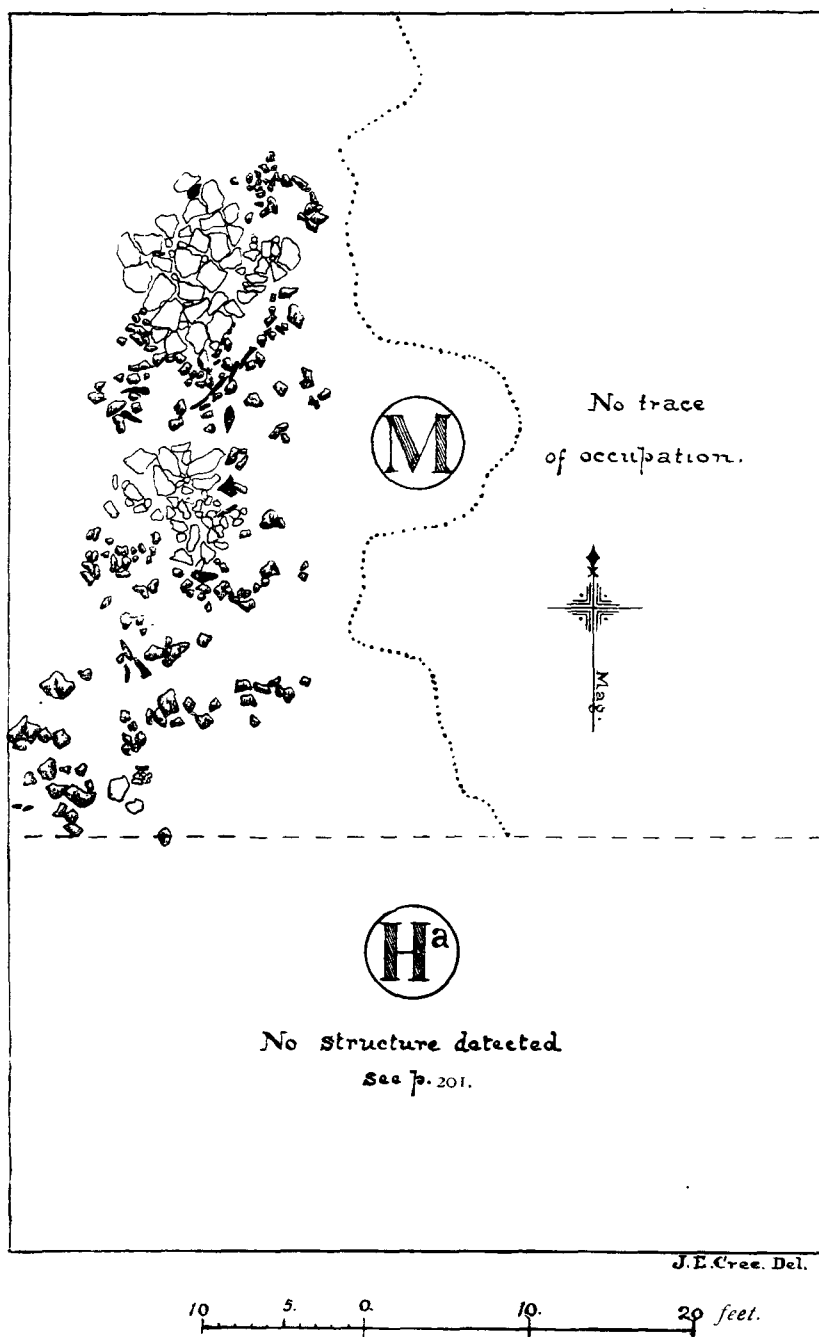 No trace
M
of occupation.
Mag.
Ha
No structure detected
see p. 201.
J.E.Cree. Del.
10 5. 0. 10. 20 feet.